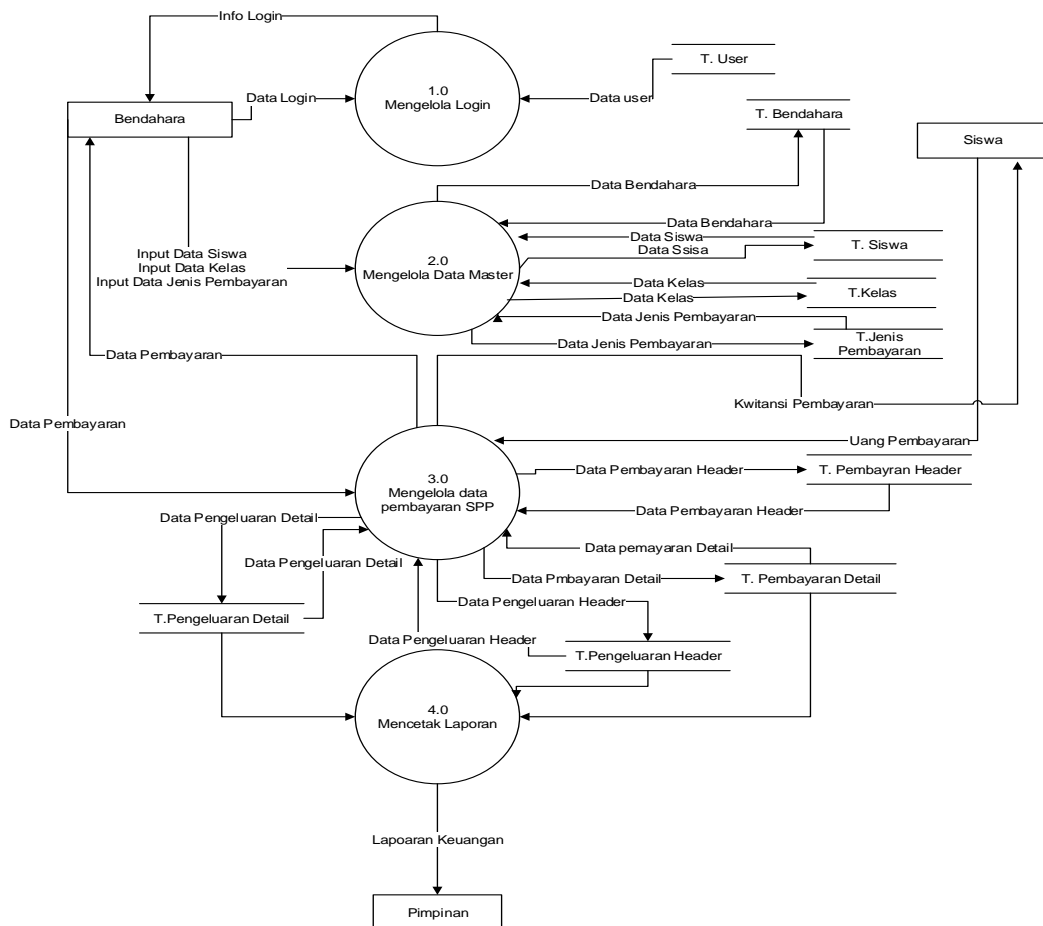 Info Login
1.0
Mengelola Login
T. User
Data Login
Data user
Bendahara
T. Bendahara
Siswa
Data Bendahara
Data Bendahara
Data Siswa
Data Ssisa
T. Siswa
Input Data Siswa
Input Data Kelas
Input Data Jenis Pembayaran
2.0
Mengelola Data Master
Data Kelas
Data Kelas
T.Kelas
Data Jenis Pembayaran
Data Jenis Pembayaran
T.Jenis
Pembayaran
Data Pembayaran
Kwitansi Pembayaran
Data Pembayaran
Uang Pembayaran
3.0
Mengelola data
pembayaran SPP
Data Pembayaran Header
T. Pembayran Header
Data Pembayaran Header
Data Pengeluaran Detail
Data Pengeluaran Detail
Data pemayaran Detail
Data Pmbayaran Detail
T. Pembayaran Detail
Data Pengeluaran Header
T.Pengeluaran Detail
Data Pengeluaran Header
T.Pengeluaran Header
4.0
Mencetak Laporan
Lapoaran Keuangan
Pimpinan